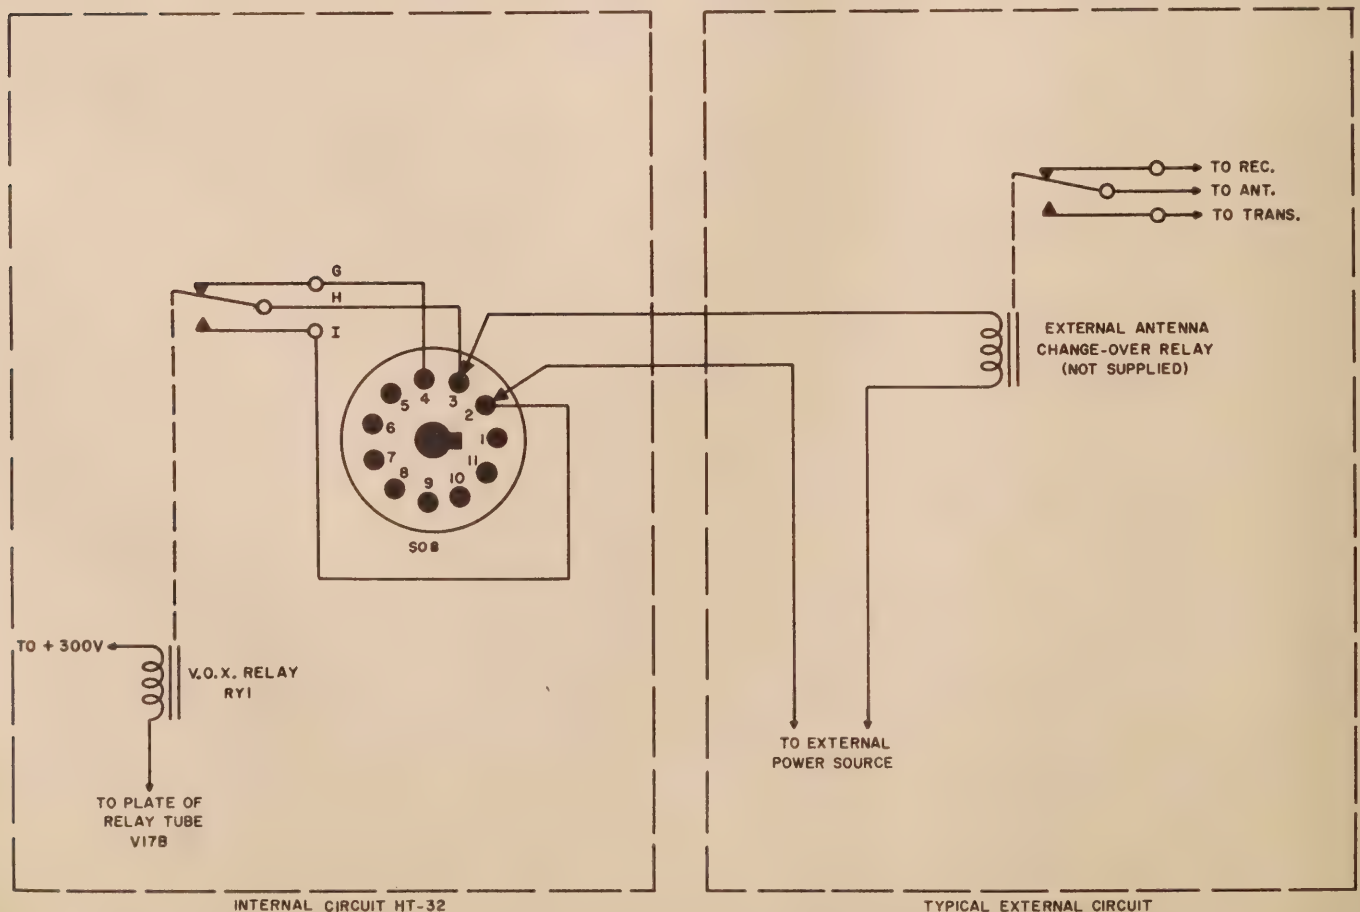 TO REC.
TO ANT.
TO TRANS.
G
H
I
EXTERNAL ANTENNA
CHANGE-OVER RELAY
(NOT SUPPLIED)
5
4
3
2
6
1
7
11
8
9
10
SO8
TO + 300V
V.O.X. RELAY
RY1
TO EXTERNAL
POWER SOURCE
TO PLATE OF
RELAY TUBE
V17B
INTERNAL CIRCUIT HT-32
TYPICAL EXTERNAL CIRCUIT